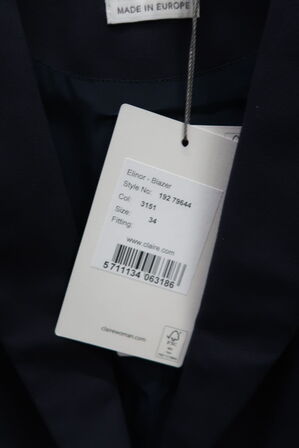 MADE IN EUROPE
Elinor - Blazer
Style No: 192 79644
Col: 3151
Size: 34
Fitting:
www.claire.com
5 711134 063186
clairewoman.com
FSC